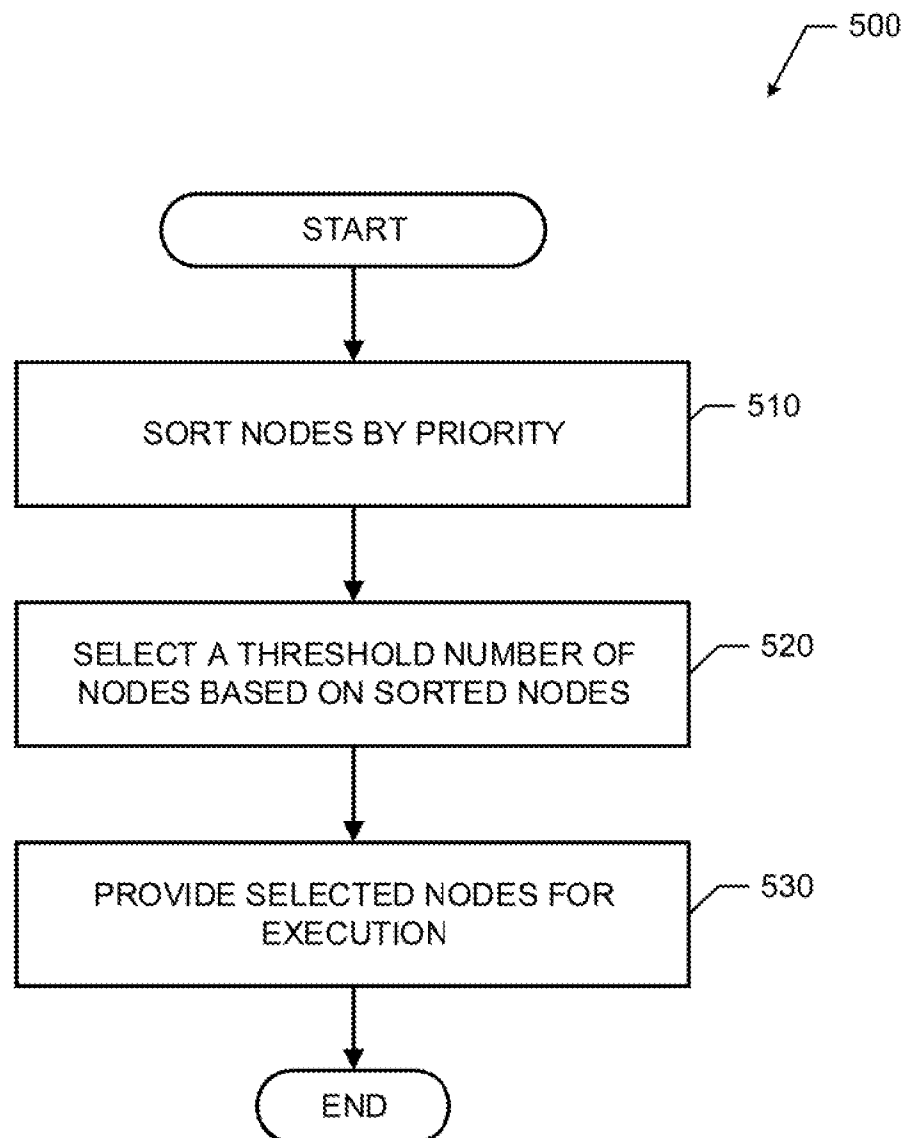 500
START
SORT NODES BY PRIORITY
510
SELECT A THRESHOLD NUMBER OF
NODES BASED ON SORTED NODES
520
PROVIDE SELECTED NODES FOR
EXECUTION
530
END